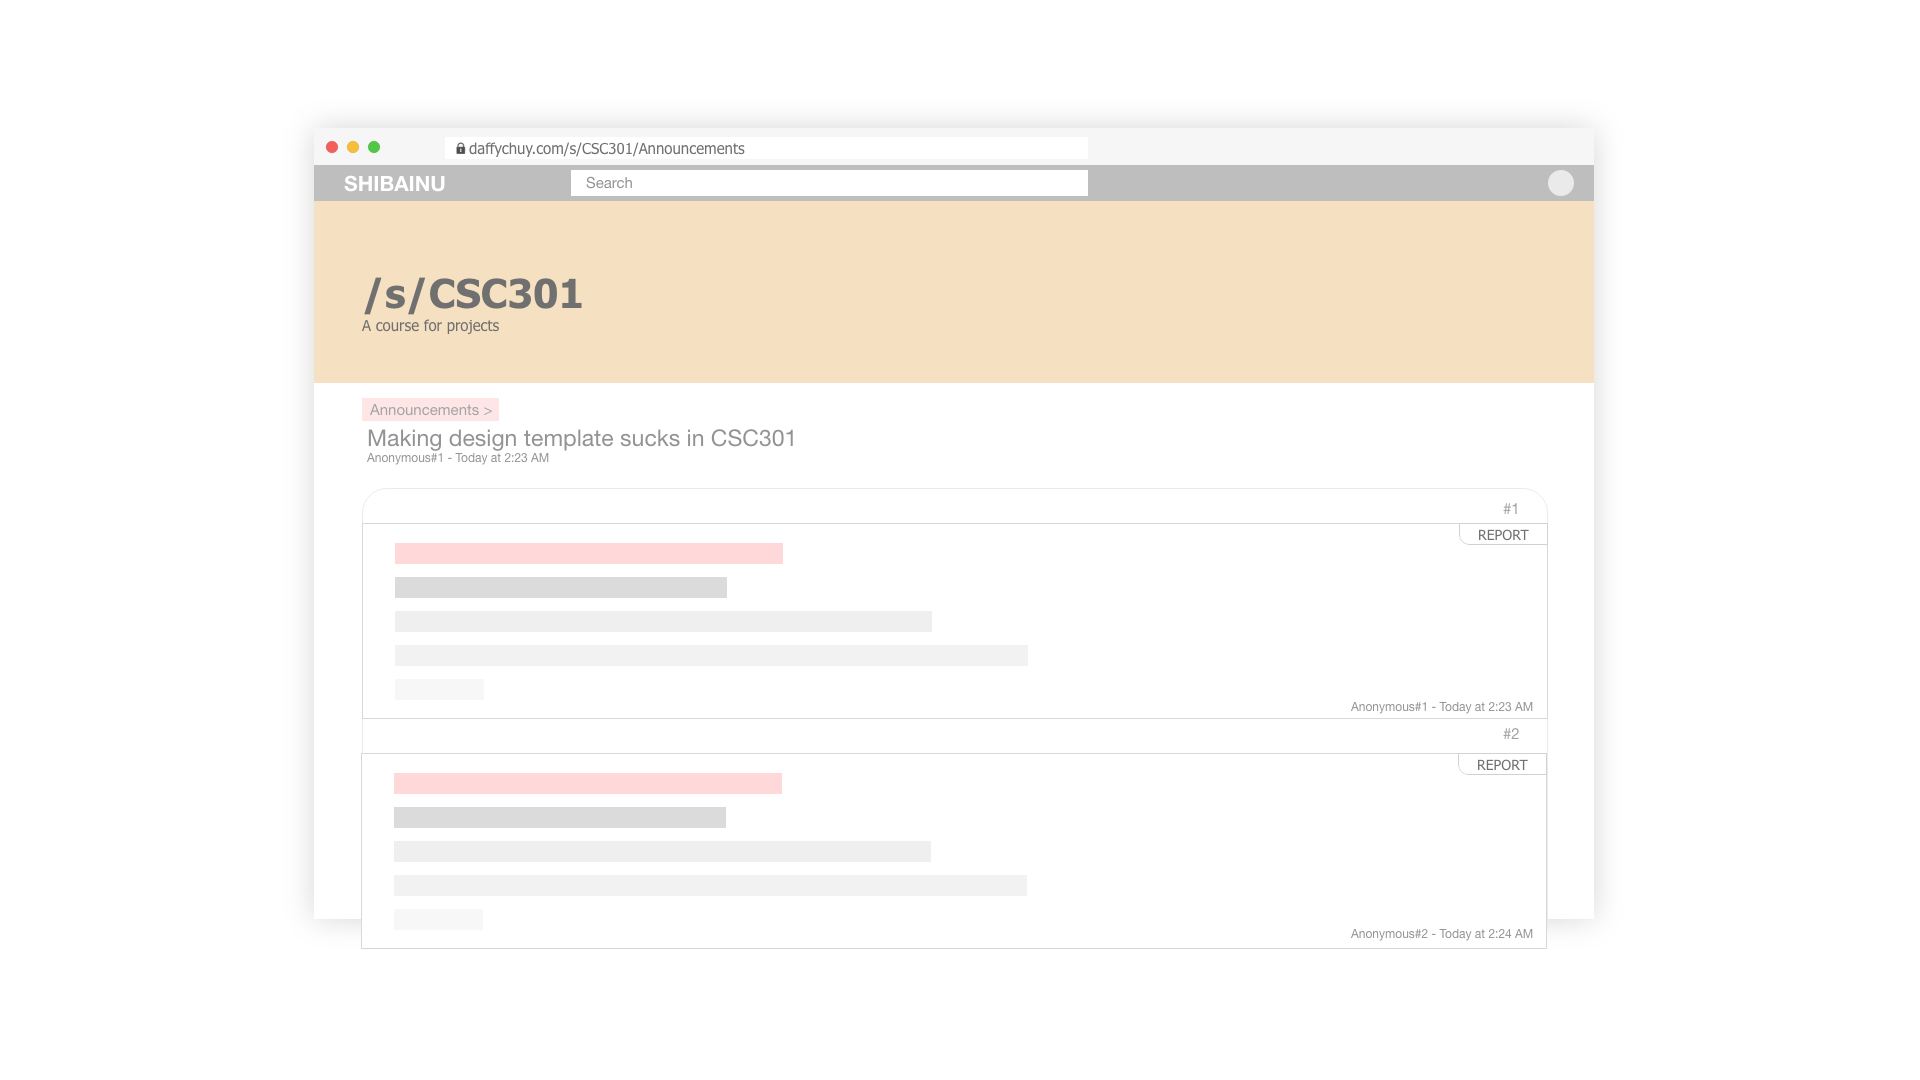 daffychuy.com/s/CSC301/Announcements
SHIBAINU
Search
/s/CSC301
A course for projects
Announcements >
Making design template sucks in CSC301
Anonymous#1 - Today at 2:23 AM
#1
REPORT
Anonymous#1 - Today at 2:23 AM
#2
REPORT
Anonymous#2 - Today at 2:24 AM